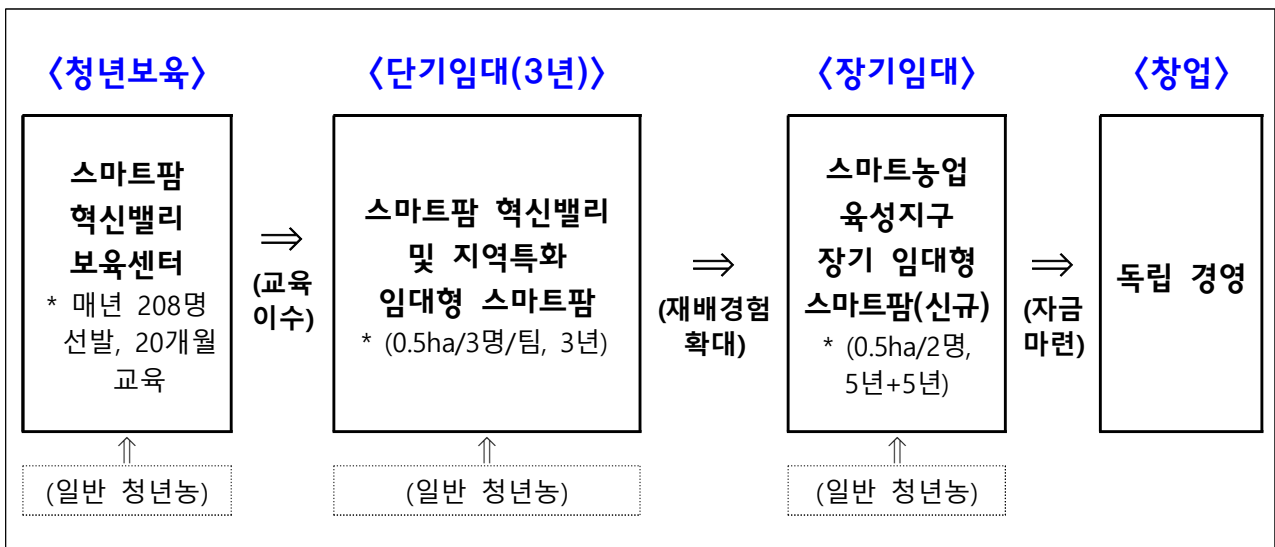 〈청년보육〉
스마트팜
혁신밸리
보육센터
* 매년 208명
선발, 20개월
교육
⇑
(일반 청년농)
⇒
(교육
이수)
〈단기임대(3년)〉
스마트팜 혁신밸리
및 지역특화
임대형 스마트팜
* (0.5ha/3명/팀, 3년)
⇑
(일반 청년농)
⇒
(재배경험
확대)
〈장기임대〉
스마트농업
육성지구
장기 임대형
스마트팜(신규)
* (0.5ha/2명,
5년+5년)
⇑
(일반 청년농)
⇒
(자금
마련)
〈창업〉
독립 경영